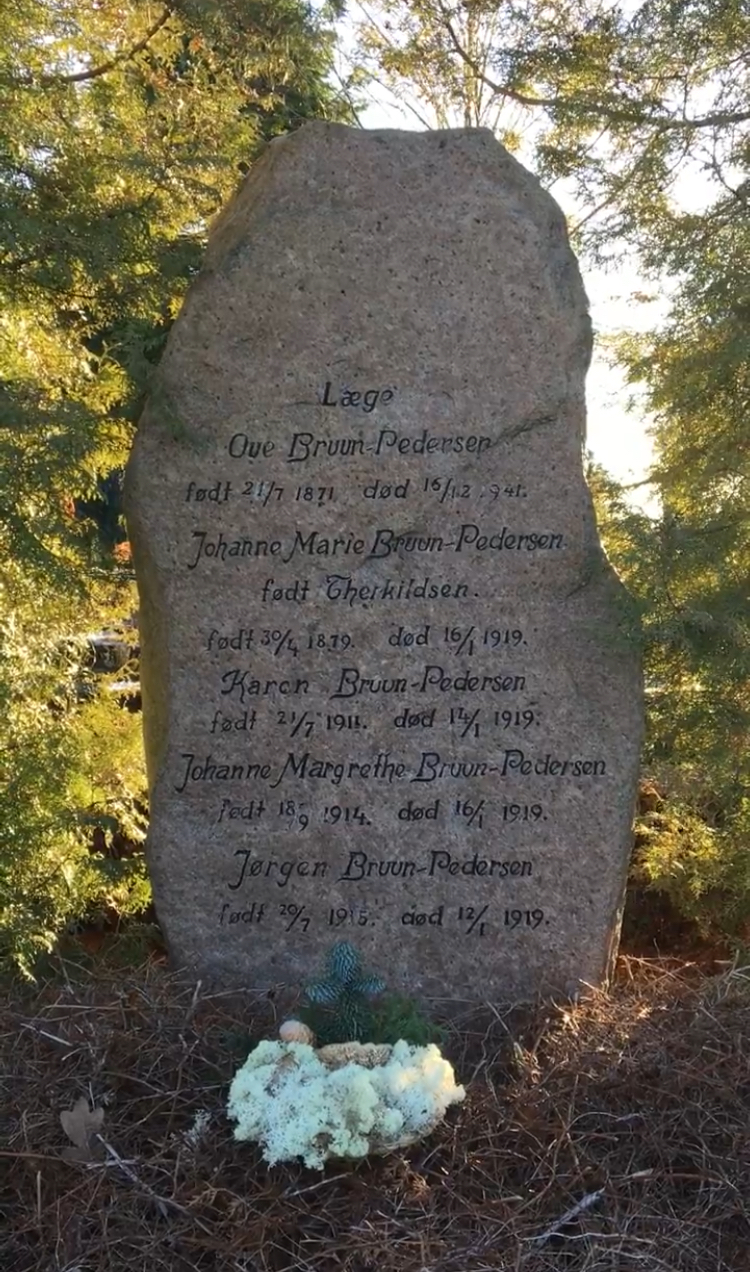 Læge
Ove Bruun-Pedersen
født 21/7 1871 død 16/12 1941.
Johanne Marie Bruun-Pedersen
født Therkildsen.
født 30/4 1879. død 16/1 1919.
Karen Bruun-Pedersen
født 21/7 1911. død 14/1 1919.
Johanne Margrethe Bruun-Pedersen
født 18/9 1914. død 16/1 1919.
Jørgen Bruun-Pedersen
født 20/7 1915. død 12/1 1919.